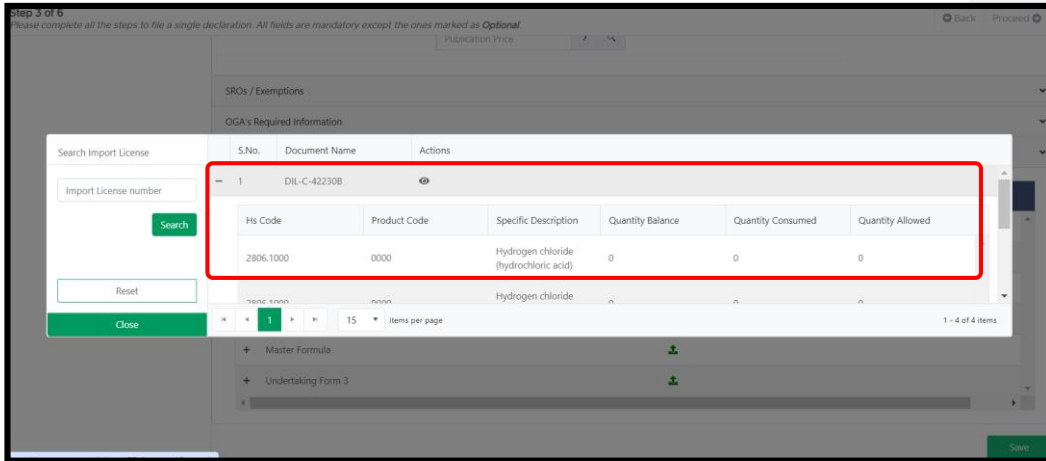 Step 3 of 6
Please complete all the steps to file a single declaration. All fields are mandatory except the ones marked as Optional.
Back Proceed
Publication Price
SROs / Exemptions
OGA's Required Information
Search Import License
S.No. Document Name Actions
Import License number
1 DIL-C-42230B
Search
Hs Code Product Code Specific Description Quantity Balance Quantity Consumed Quantity Allowed
2806.1000 0000 Hydrogen chloride (hydrochloric acid) 0 0 0
Reset
2806.1000 0000 Hydrogen chloride 0 0 0
Close
1 15 items per page 1 - 4 of 4 items
+ Master Formula
+ Undertaking Form 3
Save